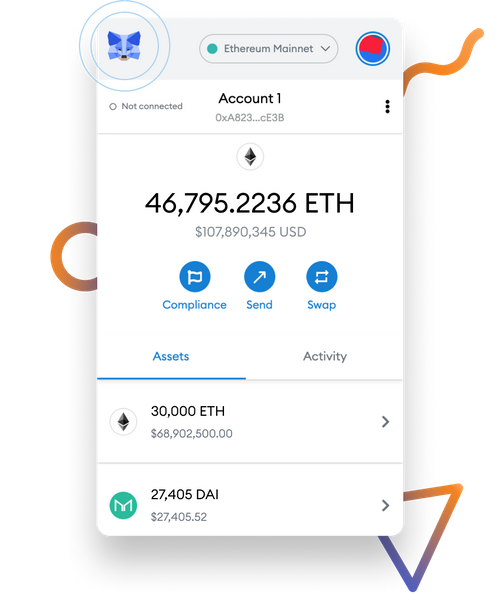 Ethereum Mainnet
Not connected
Account 1
0xA823...cE3B
46,795.2236 ETH
$107,890,345 USD
Compliance Send Swap
Assets Activity
30,000 ETH
$68,902,500.00
27,405 DAI
$27,405.52